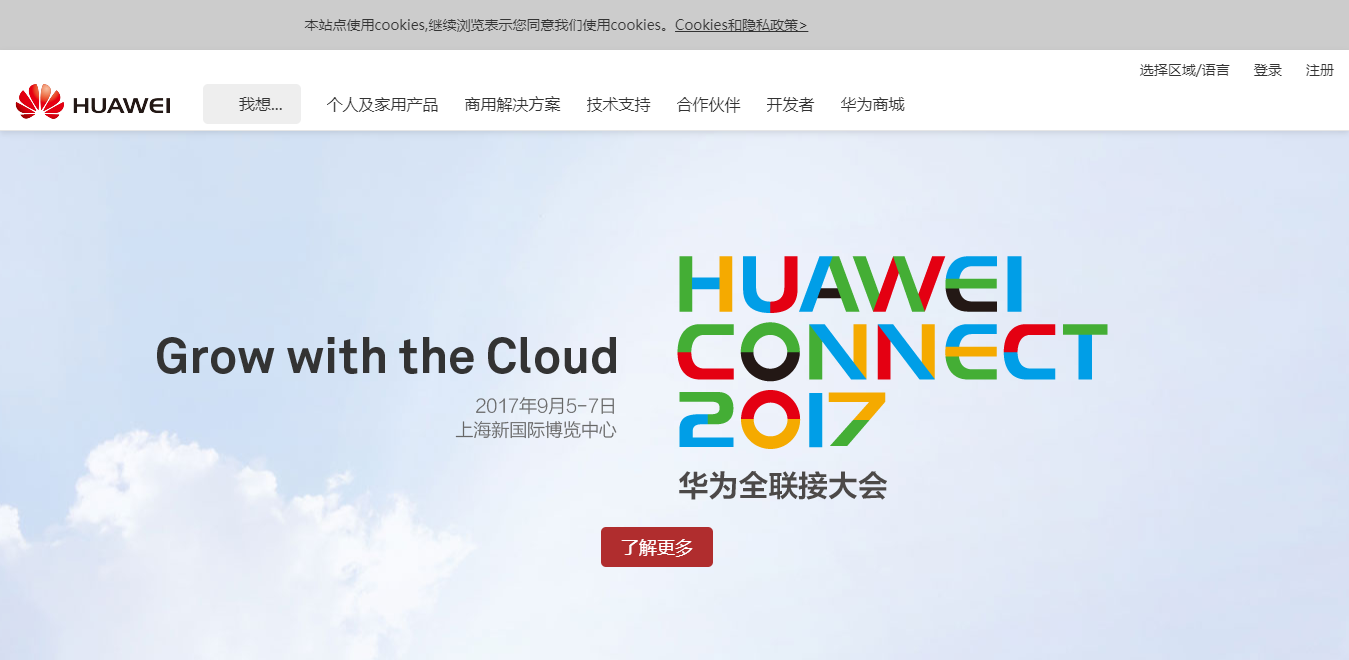 本站点使用cookies,继续浏览表示您同意我们使用cookies。Cookies和隐私政策>
选择区域/语言 登录 注册
HUAWEI 我想... 个人及家用产品 商用解决方案 技术支持 合作伙伴 开发者 华为商城
Grow with the Cloud
2017年9月5-7日
上海新国际博览中心
HUAWEI
CONNECT
2017
华为全联接大会
了解更多